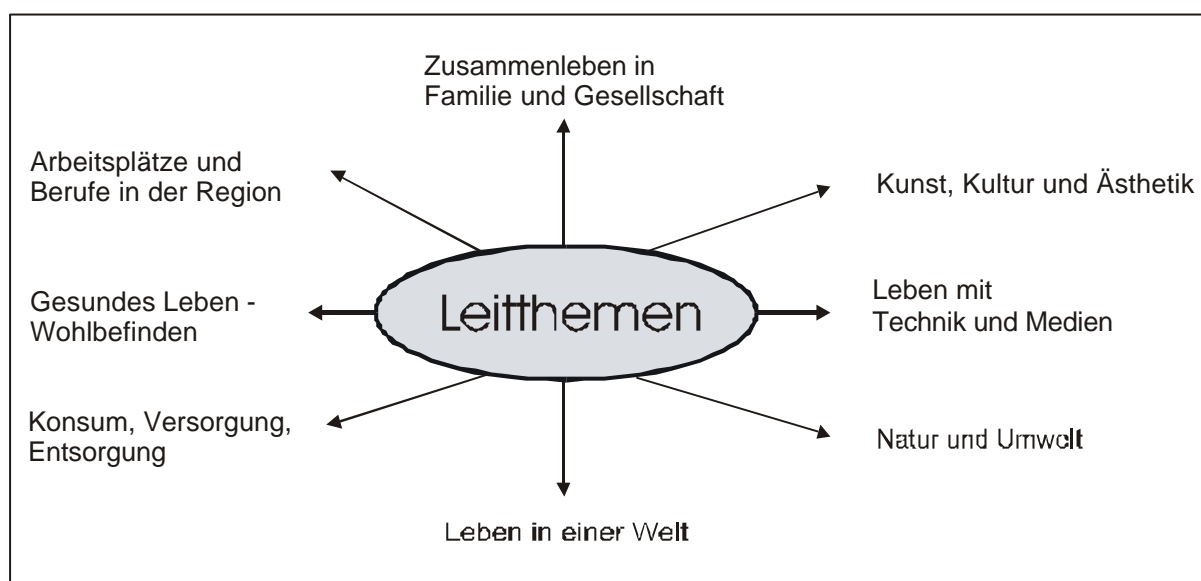 Zusammenleben in
Familie und Gesellschaft
Arbeitsplätze und
Berufe in der Region
Kunst, Kultur und Ästhetik
Gesundes Leben -
Wohlbefinden
Leitthemen
Leben mit
Technik und Medien
Konsum, Versorgung,
Entsorgung
Natur und Umwelt
Leben in einer Welt